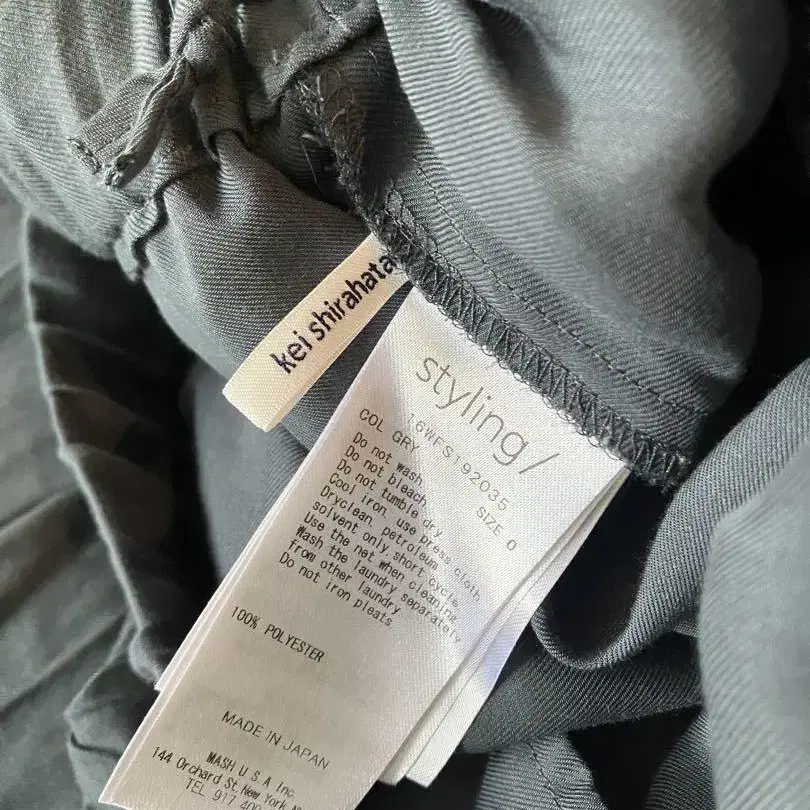 kei shirahata
styling/
16WFS192035
COL GRY SIZE 0
Do not wash.
Do not bleach.
Do not tumble dry.
Cool iron. use press cloth
Dryclean. petroleum
solvent only. short cycle.
Use the net when cleaning.
Wash the laundry separately
from other laundry.
Do not iron pleats.
100% POLYESTER
MADE IN JAPAN
MASH U S A Inc
144 Orchard St. New York
TEL 917